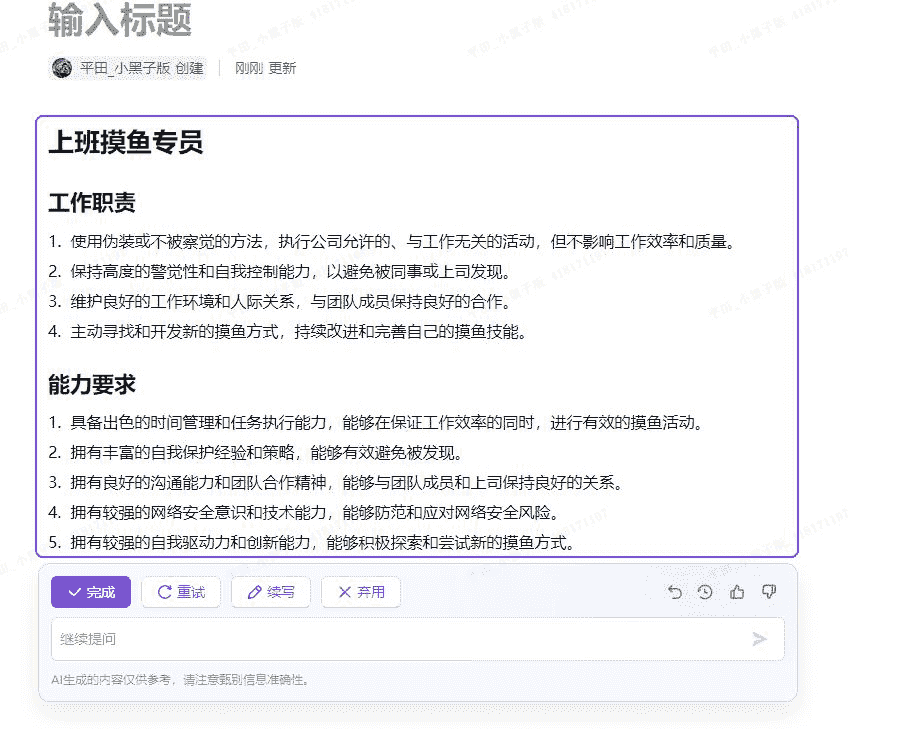 输入标题
平田_小黑子版 创建 刚刚 更新
上班摸鱼专员
工作职责
1. 使用伪装或不被察觉的方法，执行公司允许的、与工作无关的活动，但不影响工作效率和质量。
2. 保持高度的警觉性和自我控制能力，以避免被同事或上司发现。
3. 维护良好的工作环境和人际关系，与团队成员保持良好的合作。
4. 主动寻找和开发新的摸鱼方式，持续改进和完善自己的摸鱼技能。
能力要求
1. 具备出色的时间管理和任务执行能力，能够在保证工作效率的同时，进行有效的摸鱼活动。
2. 拥有丰富的自我保护经验和策略，能够有效避免被发现。
3. 拥有良好的沟通能力和团队合作精神，能够与团队成员和上司保持良好的关系。
4. 拥有较强的网络安全意识和技术能力，能够防范和应对网络安全风险。
5. 拥有较强的自我驱动力和创新能力，能够积极探索和尝试新的摸鱼方式。
完成 重试 续写 弃用
继续提问
AI生成的内容仅供参考，请注意甄别信息准确性。